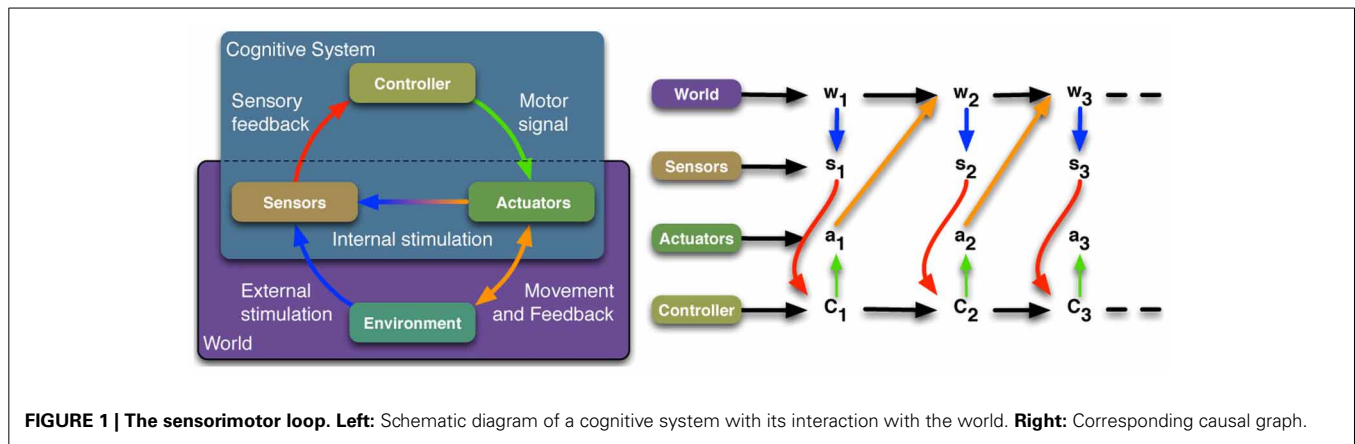 Cognitive System
Controller
Sensory
feedback
Motor
signal
Sensors
Actuators
Internal stimulation
External
stimulation
Movement
and Feedback
Environment
World
World
w1
w2
w3
Sensors
s1
s2
s3
Actuators
a1
a2
a3
Controller
C1
C2
C3
FIGURE 1 | The sensorimotor loop. Left: Schematic diagram of a cognitive system with its interaction with the world. Right: Corresponding causal graph.